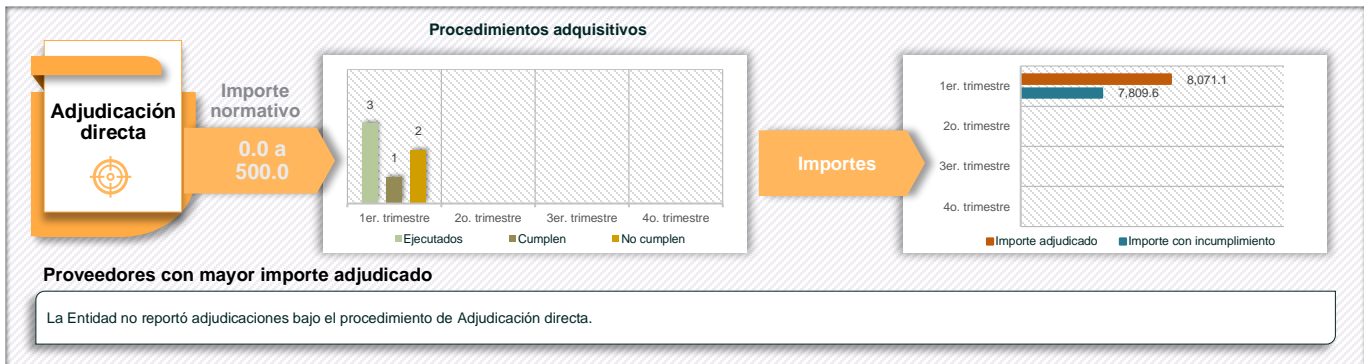 Procedimientos adquisitivos
Adjudicación
directa
Importe
normativo
0.0 a
500.0
3
1
2
1er. trimestre
2o. trimestre
3er. trimestre
4o. trimestre
Ejecutados
Cumplen
No cumplen
Importes
1er. trimestre
8,071.1
7,809.6
2o. trimestre
3er. trimestre
4o. trimestre
Importe adjudicado
Importe con incumplimiento
Proveedores con mayor importe adjudicado
La Entidad no reportó adjudicaciones bajo el procedimiento de Adjudicación directa.